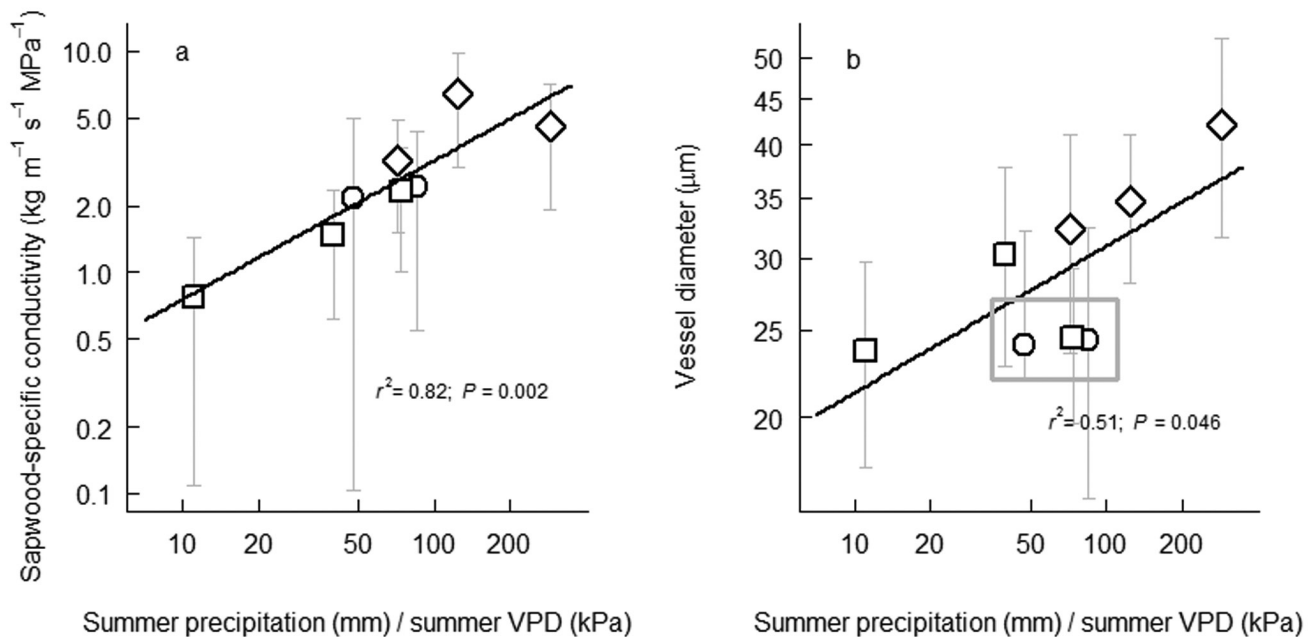 a
Sapwood-specific conductivity (kg m⁻¹ s⁻¹ MPa⁻¹)
10.0
5.0
2.0
1.0
0.5
0.2
0.1
r²= 0.82; P = 0.002
10 20 50 100 200
Summer precipitation (mm) / summer VPD (kPa)
b
Vessel diameter (μm)
50
45
40
35
30
25
20
r²= 0.51; P = 0.046
10 20 50 100 200
Summer precipitation (mm) / summer VPD (kPa)